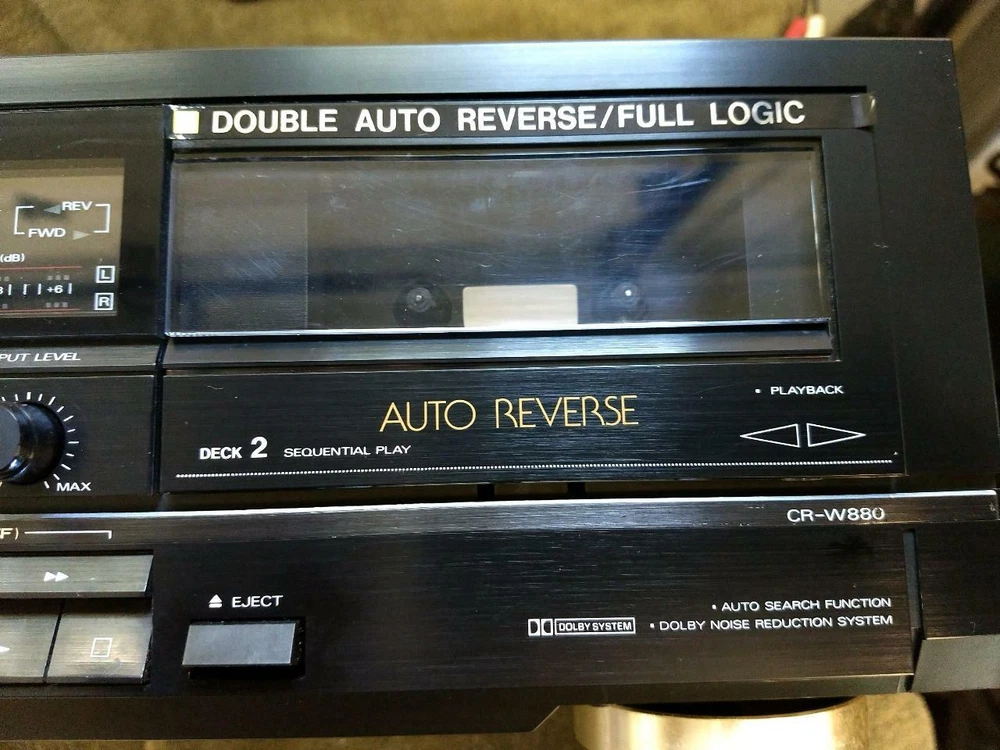 DOUBLE AUTO REVERSE/FULL LOGIC
REV
FWD
(dB)
L
+6
R
PUT LEVEL
MAX
PLAYBACK
AUTO REVERSE
DECK 2 SEQUENTIAL PLAY
CR-W880
F)
EJECT
• AUTO SEARCH FUNCTION
DOLBY SYSTEM • DOLBY NOISE REDUCTION SYSTEM